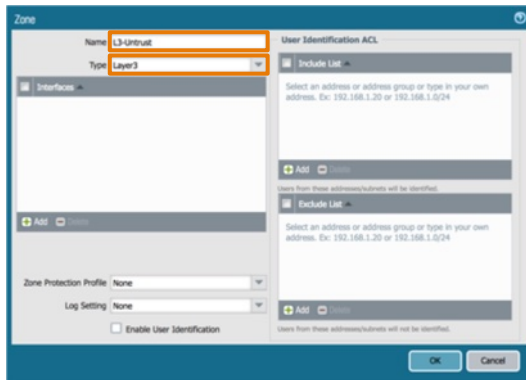 Zone
Name L3-Untrust
Type Layer3
Interfaces
Add Delete
Zone Protection Profile None
Log Setting None
Enable User Identification
User Identification ACL
Include List
Select an address or address group or type in your own
address. Ex: 192.168.1.20 or 192.168.1.0/24
Add Delete
Users from these addresses/subnets will be identified.
Exclude List
Select an address or address group or type in your own
address. Ex: 192.168.1.20 or 192.168.1.0/24
Add Delete
Users from these addresses/subnets will not be identified.
OK Cancel